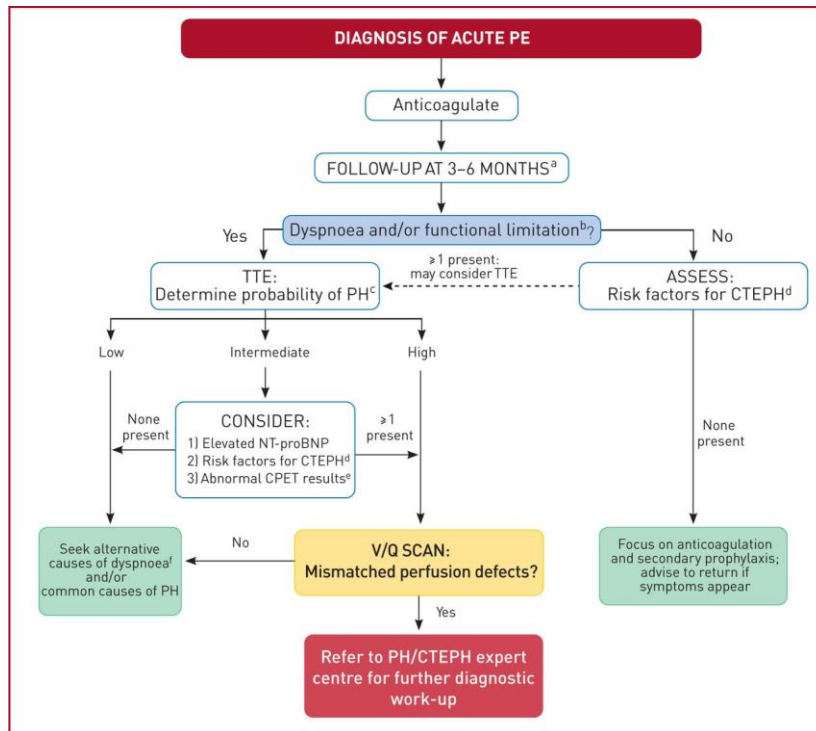 DIAGNOSIS OF ACUTE PE
Anticoagulate
FOLLOW-UP AT 3–6 MONTHSᵃ
Dyspnoea and/or functional limitationᵇ?
Yes
No
TTE:
Determine probability of PHᶜ
≥1 present:
may consider TTE
ASSESS:
Risk factors for CTEPHᵈ
Low
Intermediate
High
None
present
CONSIDER:
1) Elevated NT-proBNP
2) Risk factors for CTEPHᵈ
3) Abnormal CPET resultsᵉ
≥1
present
None
present
Seek alternative
causes of dyspnoeaᶠ
and/or
common causes of PH
No
V/Q SCAN:
Mismatched perfusion defects?
Focus on anticoagulation
and secondary prophylaxis;
advise to return if
symptoms appear
Yes
Refer to PH/CTEPH expert
centre for further diagnostic
work-up